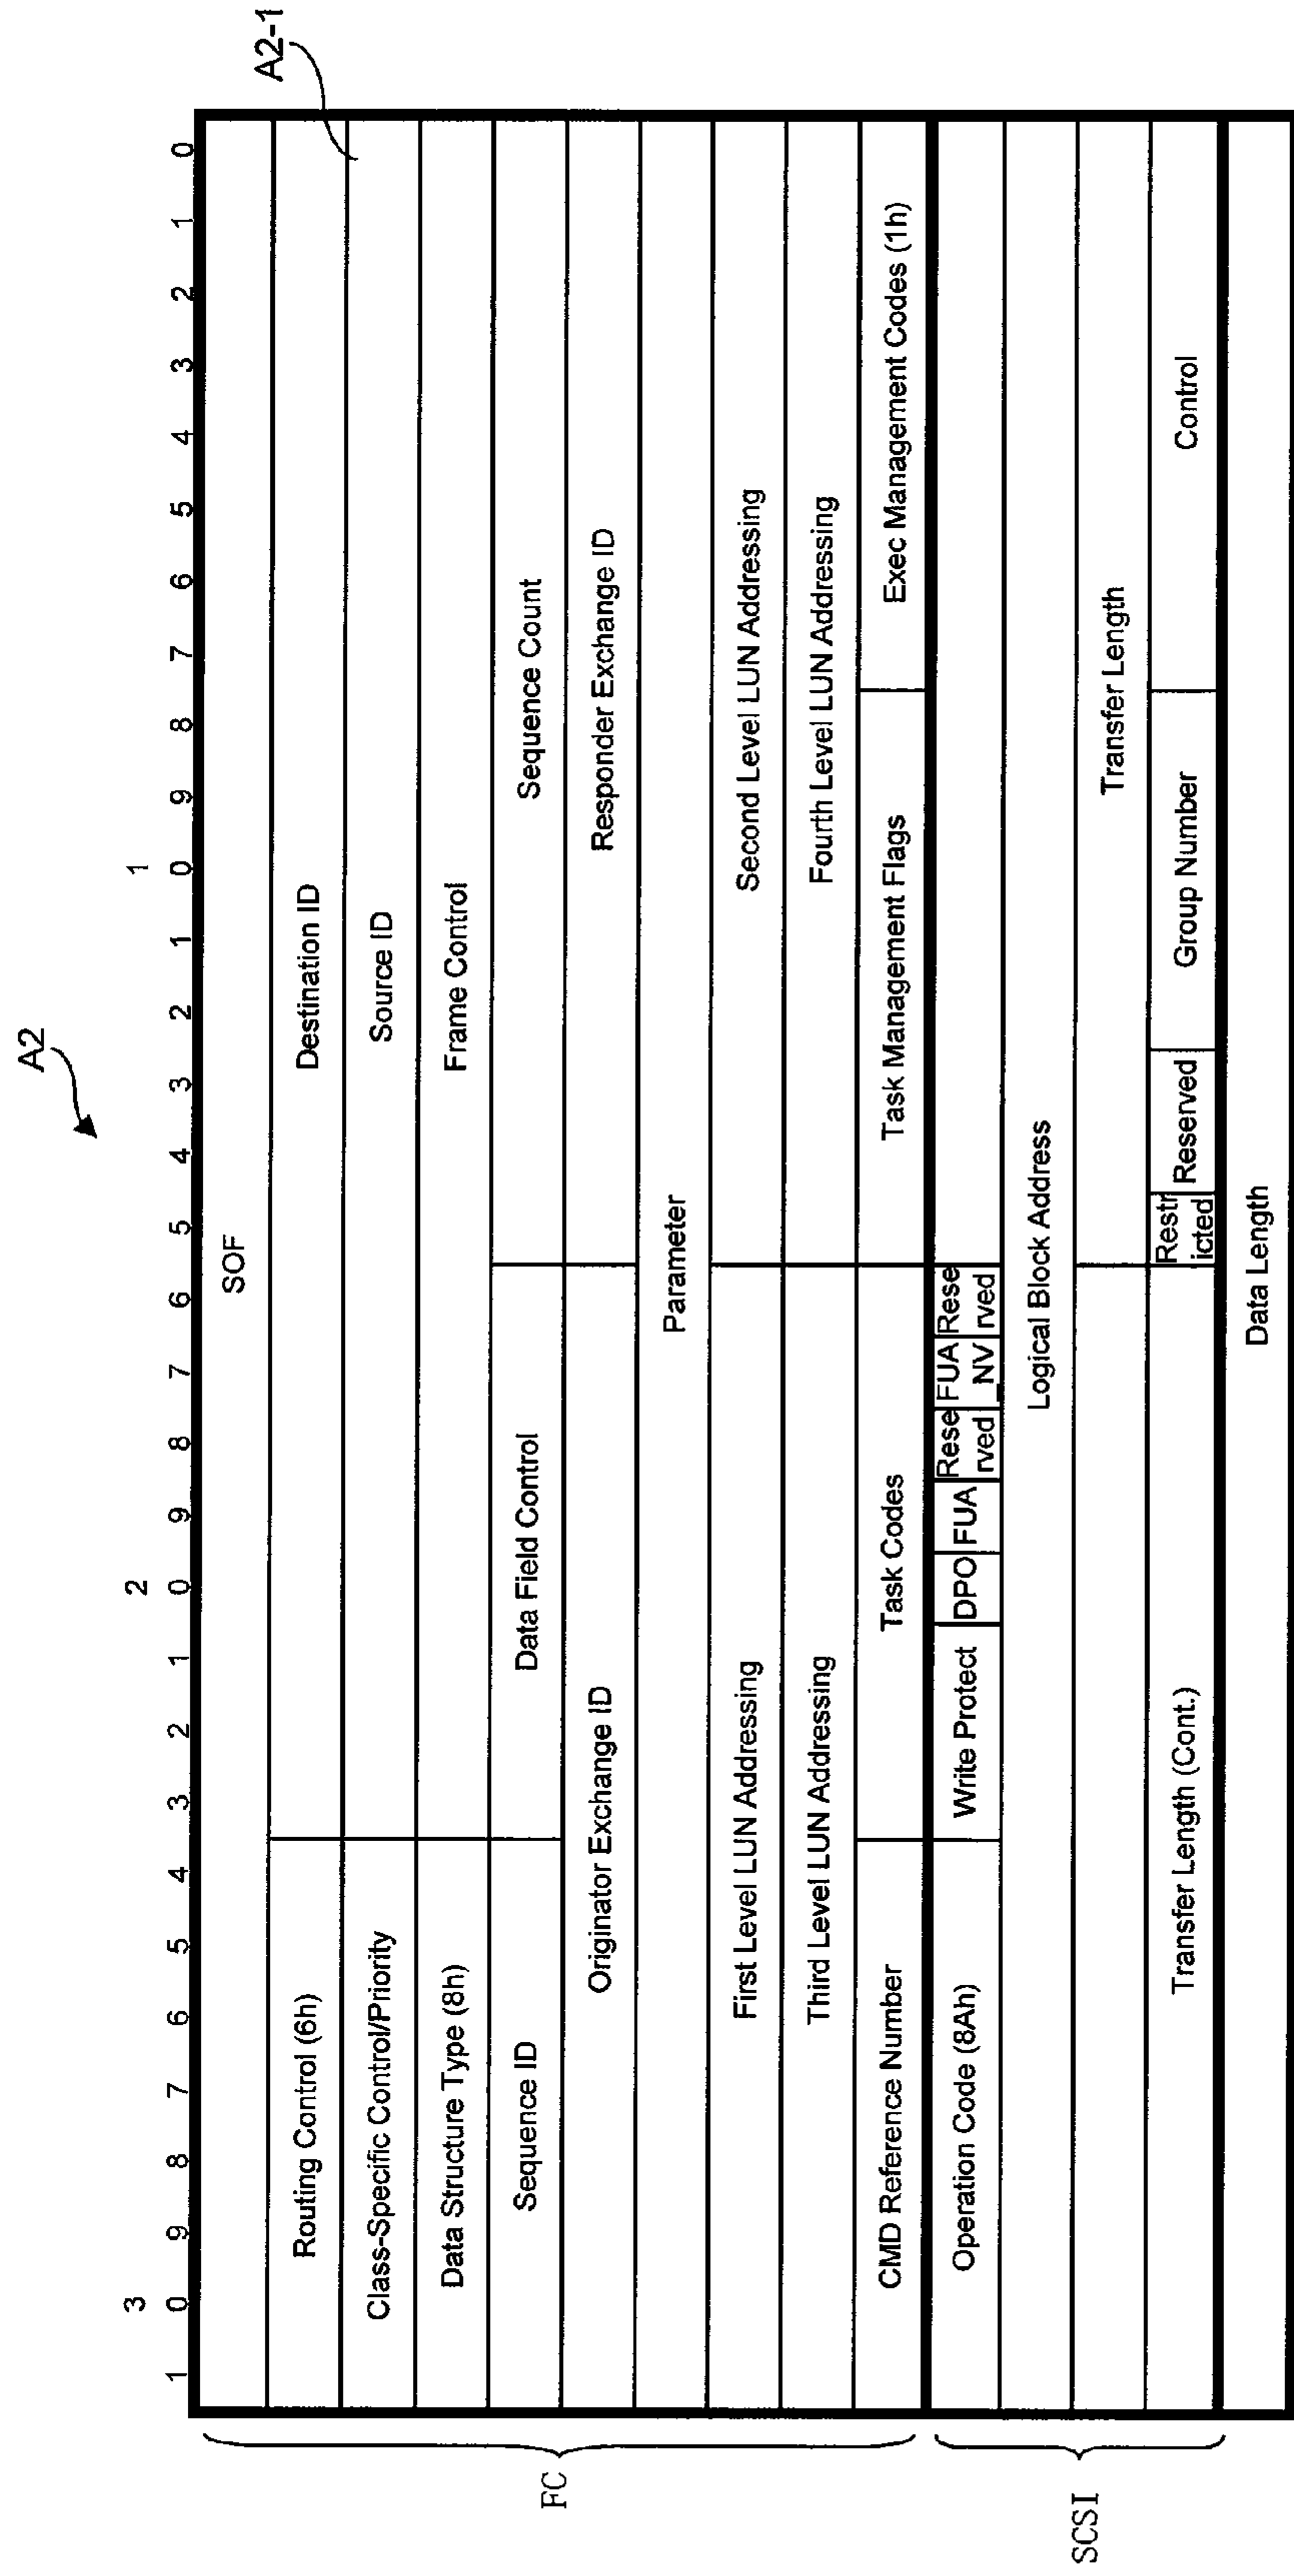 A2
3 2 1
1 0 9 8 7 6 5 4 3 2 1 0 9 8 7 6 5 4 3 2 1 0 9 8 7 6 5 4 3 2 1 0
A2-1
FC
SOF
Routing Control (6h) Destination ID
Class-Specific Control/Priority Source ID
Data Structure Type (8h) Frame Control
Sequence ID Data Field Control Sequence Count
Originator Exchange ID Responder Exchange ID
Parameter
First Level LUN Addressing Second Level LUN Addressing
Third Level LUN Addressing Fourth Level LUN Addressing
CMD Reference Number Task Codes Task Management Flags Exec Management Codes (1h)
SCSI
Operation Code (8Ah) Write Protect DPO FUA Rese FUA Rese
rved _NV rved
Logical Block Address
Transfer Length
Transfer Length (Cont.) Restr Reserved Group Number Control
icted
Data Length